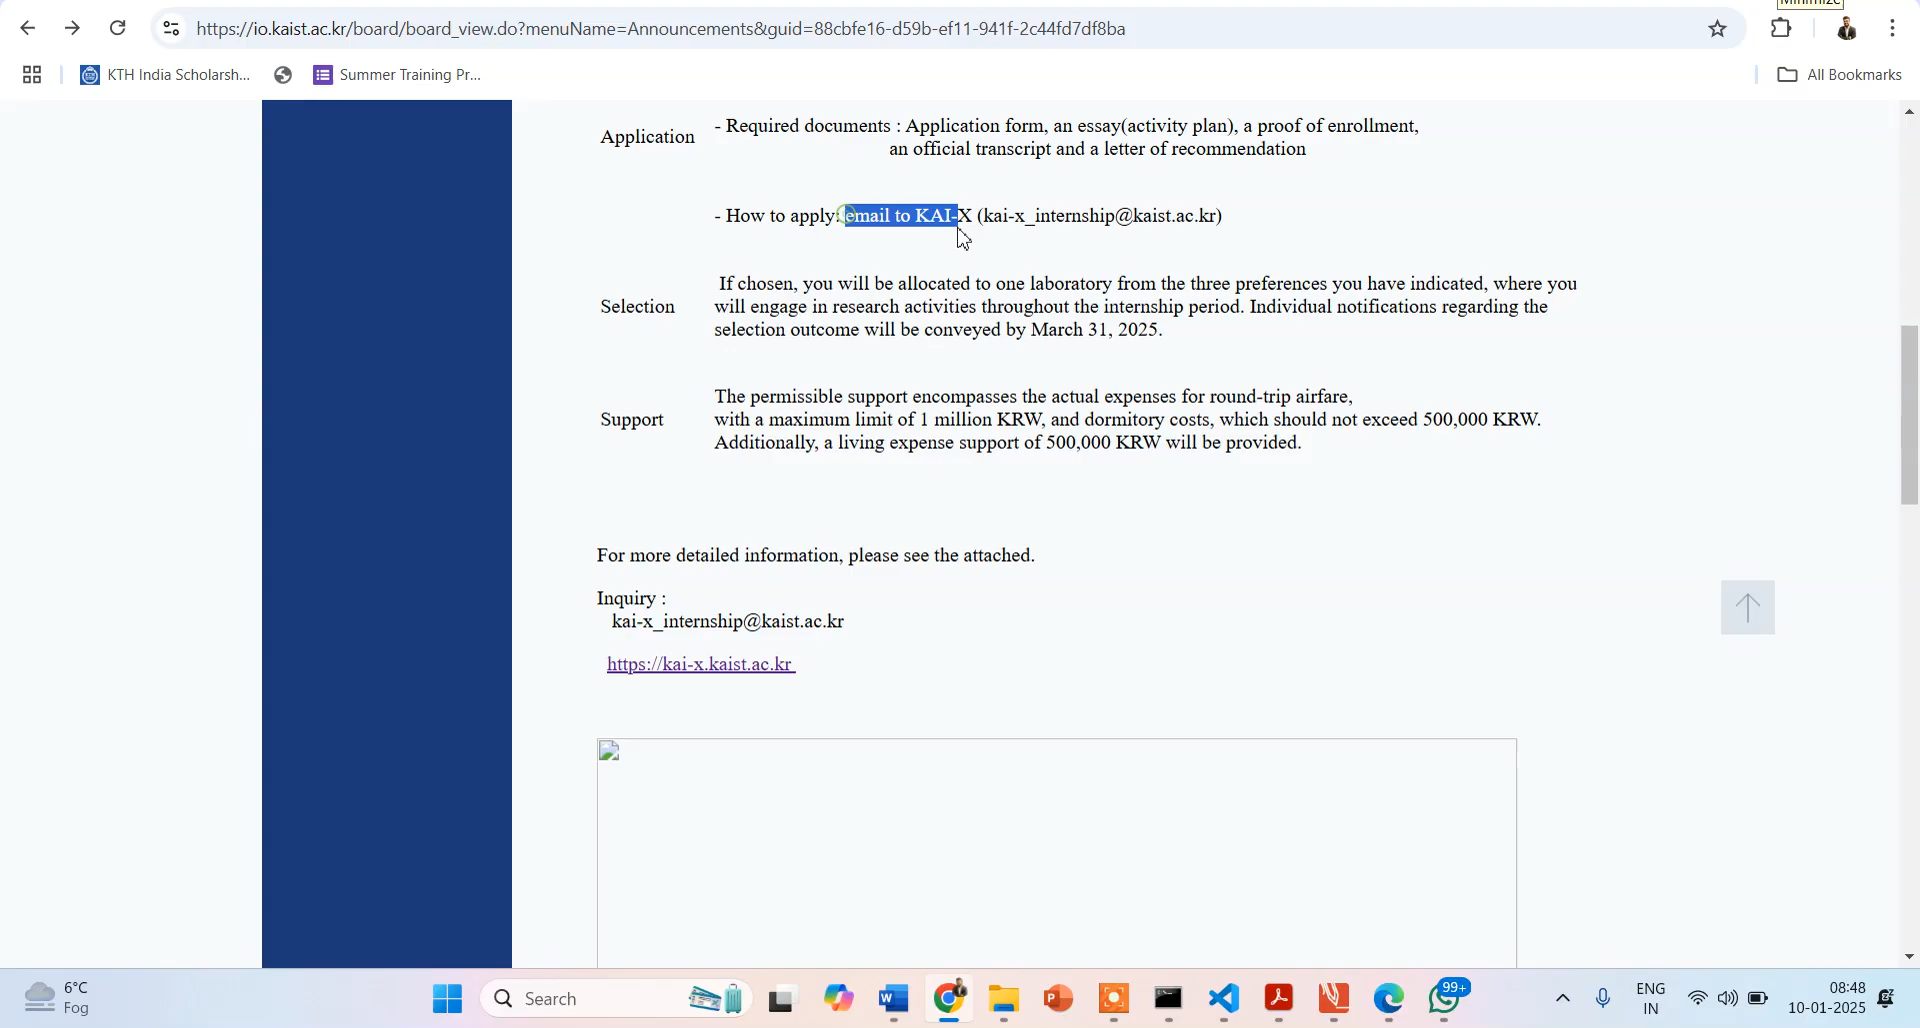 Minimize
https://io.kaist.ac.kr/board/board_view.do?menuName=Announcements&guid=88cbfe16-d59b-ef11-941f-2c44fd7df8ba
KTH India Scholarsh... Summer Training Pr... All Bookmarks
Application
- Required documents : Application form, an essay(activity plan), a proof of enrollment,
an official transcript and a letter of recommendation
- How to apply: email to KAI-X (kai-x_internship@kaist.ac.kr)
Selection
If chosen, you will be allocated to one laboratory from the three preferences you have indicated, where you
will engage in research activities throughout the internship period. Individual notifications regarding the
selection outcome will be conveyed by March 31, 2025.
Support
The permissible support encompasses the actual expenses for round-trip airfare,
with a maximum limit of 1 million KRW, and dormitory costs, which should not exceed 500,000 KRW.
Additionally, a living expense support of 500,000 KRW will be provided.
For more detailed information, please see the attached.
Inquiry :
kai-x_internship@kaist.ac.kr
https://kai-x.kaist.ac.kr
6°C
Fog
Search
99+
ENG
IN
08:48
10-01-2025